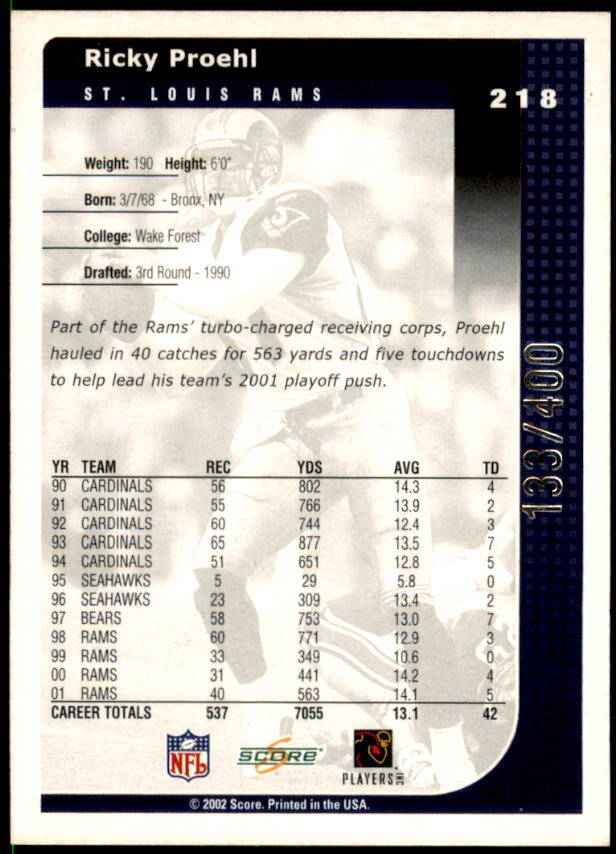 Ricky Proehl
ST. LOUIS RAMS
218
Weight: 190 Height: 6'0"
Born: 3/7/68 - Bronx, NY
College: Wake Forest
Drafted: 3rd Round - 1990
Part of the Rams' turbo-charged receiving corps, Proehl
hauled in 40 catches for 563 yards and five touchdowns
to help lead his team's 2001 playoff push.
133/400
YR TEAM REC YDS AVG TD
90 CARDINALS 56 802 14.3 4
91 CARDINALS 55 766 13.9 2
92 CARDINALS 60 744 12.4 3
93 CARDINALS 65 877 13.5 7
94 CARDINALS 51 651 12.8 5
95 SEAHAWKS 5 29 5.8 0
96 SEAHAWKS 23 309 13.4 2
97 BEARS 58 753 13.0 7
98 RAMS 60 771 12.9 3
99 RAMS 33 349 10.6 0
00 RAMS 31 441 14.2 4
01 RAMS 40 563 14.1 5
CAREER TOTALS 537 7055 13.1 42
NFL
SCORE®
PLAYERS INC
© 2002 Score. Printed in the USA.